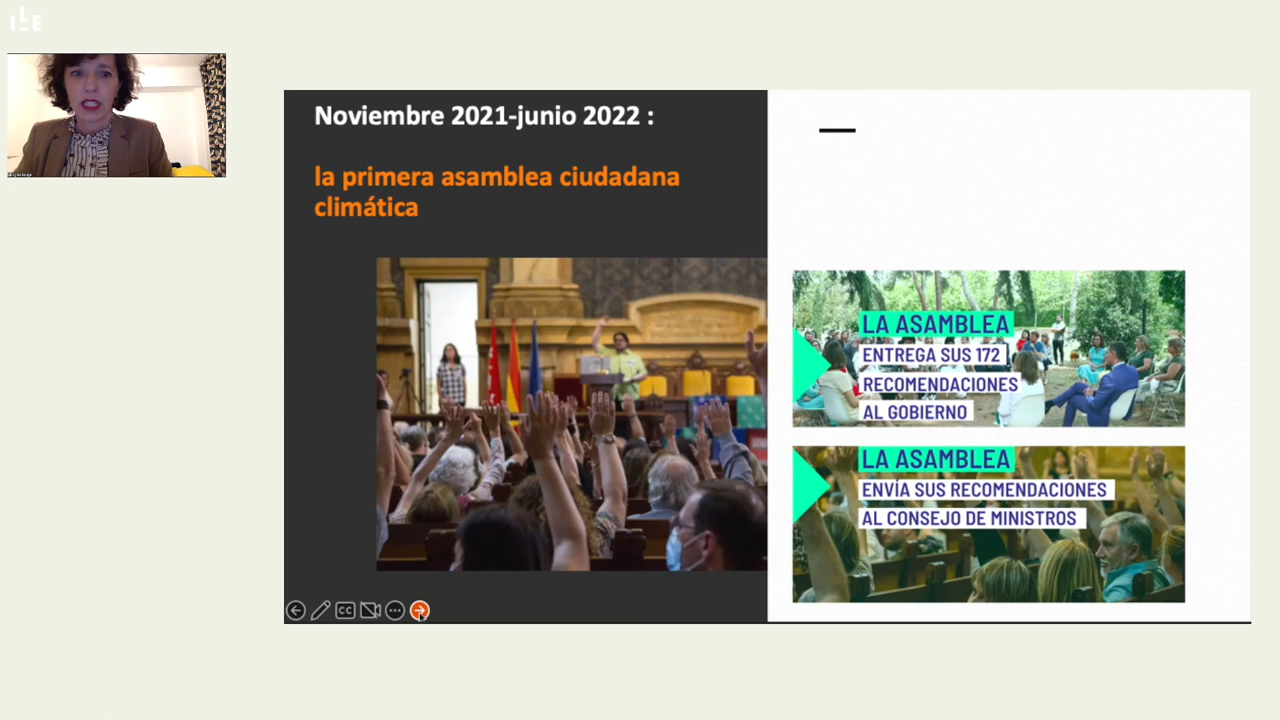 ILE
Noviembre 2021-junio 2022 :
la primera asamblea ciudadana
climática
LA ASAMBLEA
ENTREGA SUS 172
RECOMENDACIONES
AL GOBIERNO
LA ASAMBLEA
ENVÍA SUS RECOMENDACIONES
AL CONSEJO DE MINISTROS
CC